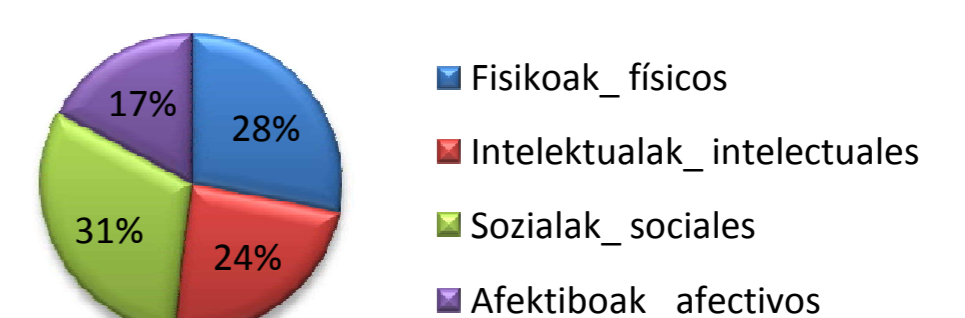 17%
28%
31%
24%
Fisikoak_ físicos
Intelektualak_ intelectuales
Sozialak_ sociales
Afektiboak afectivos